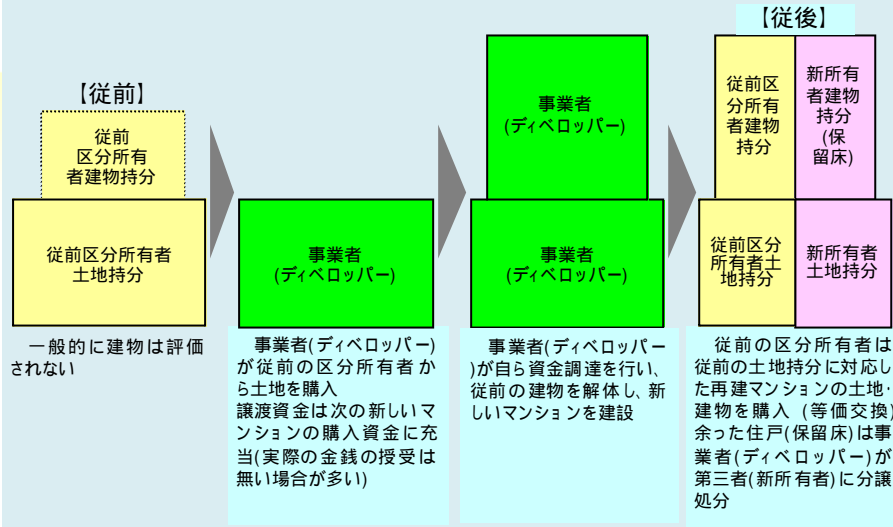 【従前】
従前
区分所有
者建物持分
従前区分所有者
土地持分
一般的に建物は評価
されない
事業者
(ディベロッパー)
事業者(ディベロッパー)
が従前の区分所有者か
ら土地を購入
譲渡資金は次の新しいマ
ンションの購入資金に充
当(実際の金銭の授受は
無い場合が多い)
事業者
(ディベロッパー)
事業者
(ディベロッパー)
事業者(ディベロッパー
)が自ら資金調達を行い、
従前の建物を解体し、新
しいマンションを建設
【従後】
従前区
分所有
者建物
持分
新所有
者建物
持分
(保
留床)
従前区分
所有者土
地持分
新所有者
土地持分
従前の区分所有者は
従前の土地持分に対応し
た再建マンションの土地・
建物を購入 (等価交換)
余った住戸(保留床)は事
業者(ディベロッパー)が
第三者(新所有者)に分譲
処分